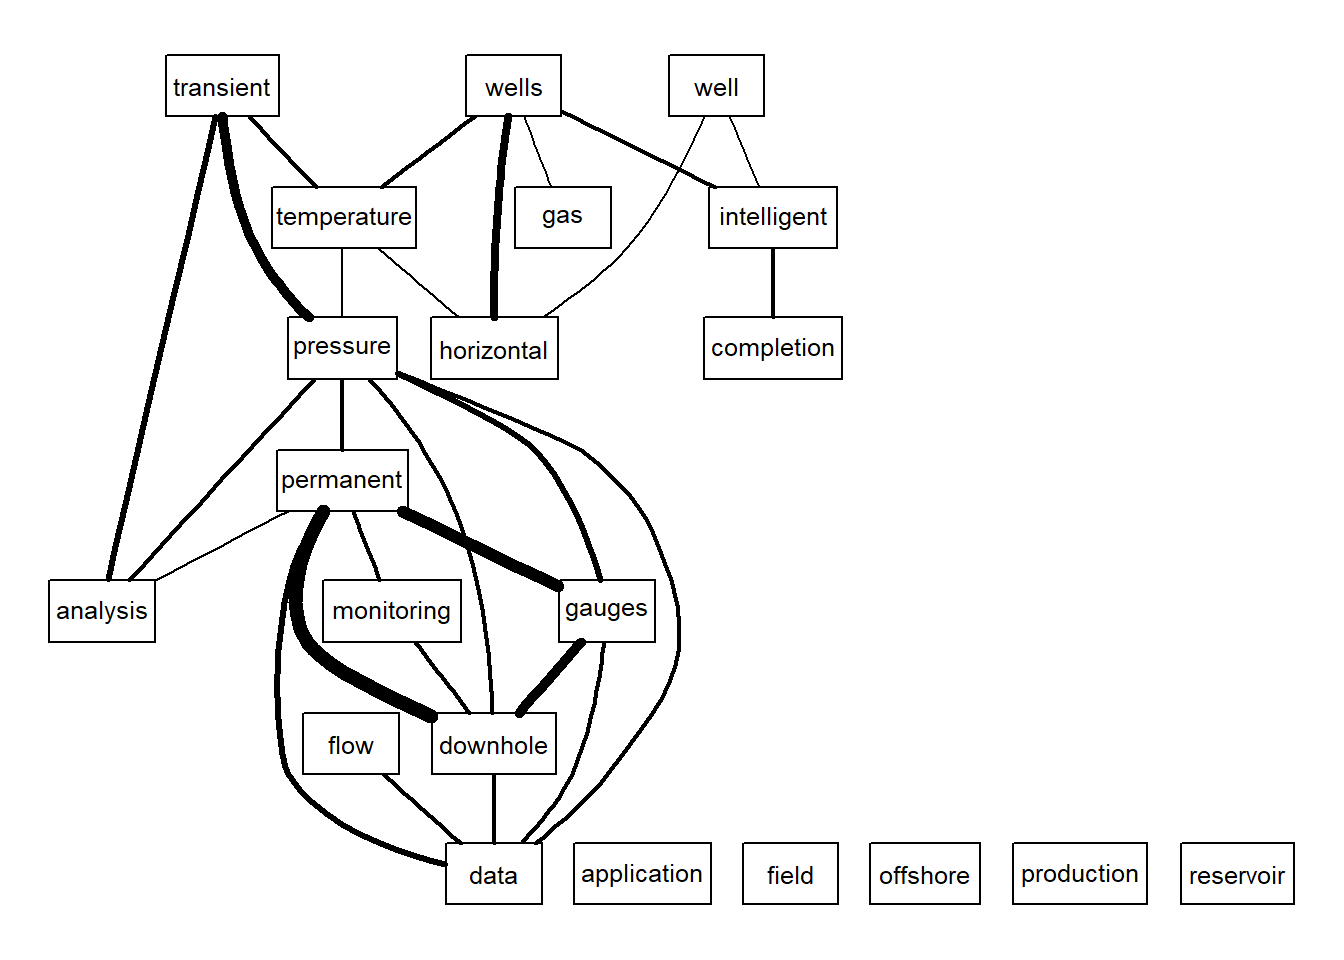 transient
wells
well
temperature
gas
intelligent
pressure
horizontal
completion
permanent
analysis
monitoring
gauges
flow
downhole
data
application
field
offshore
production
reservoir